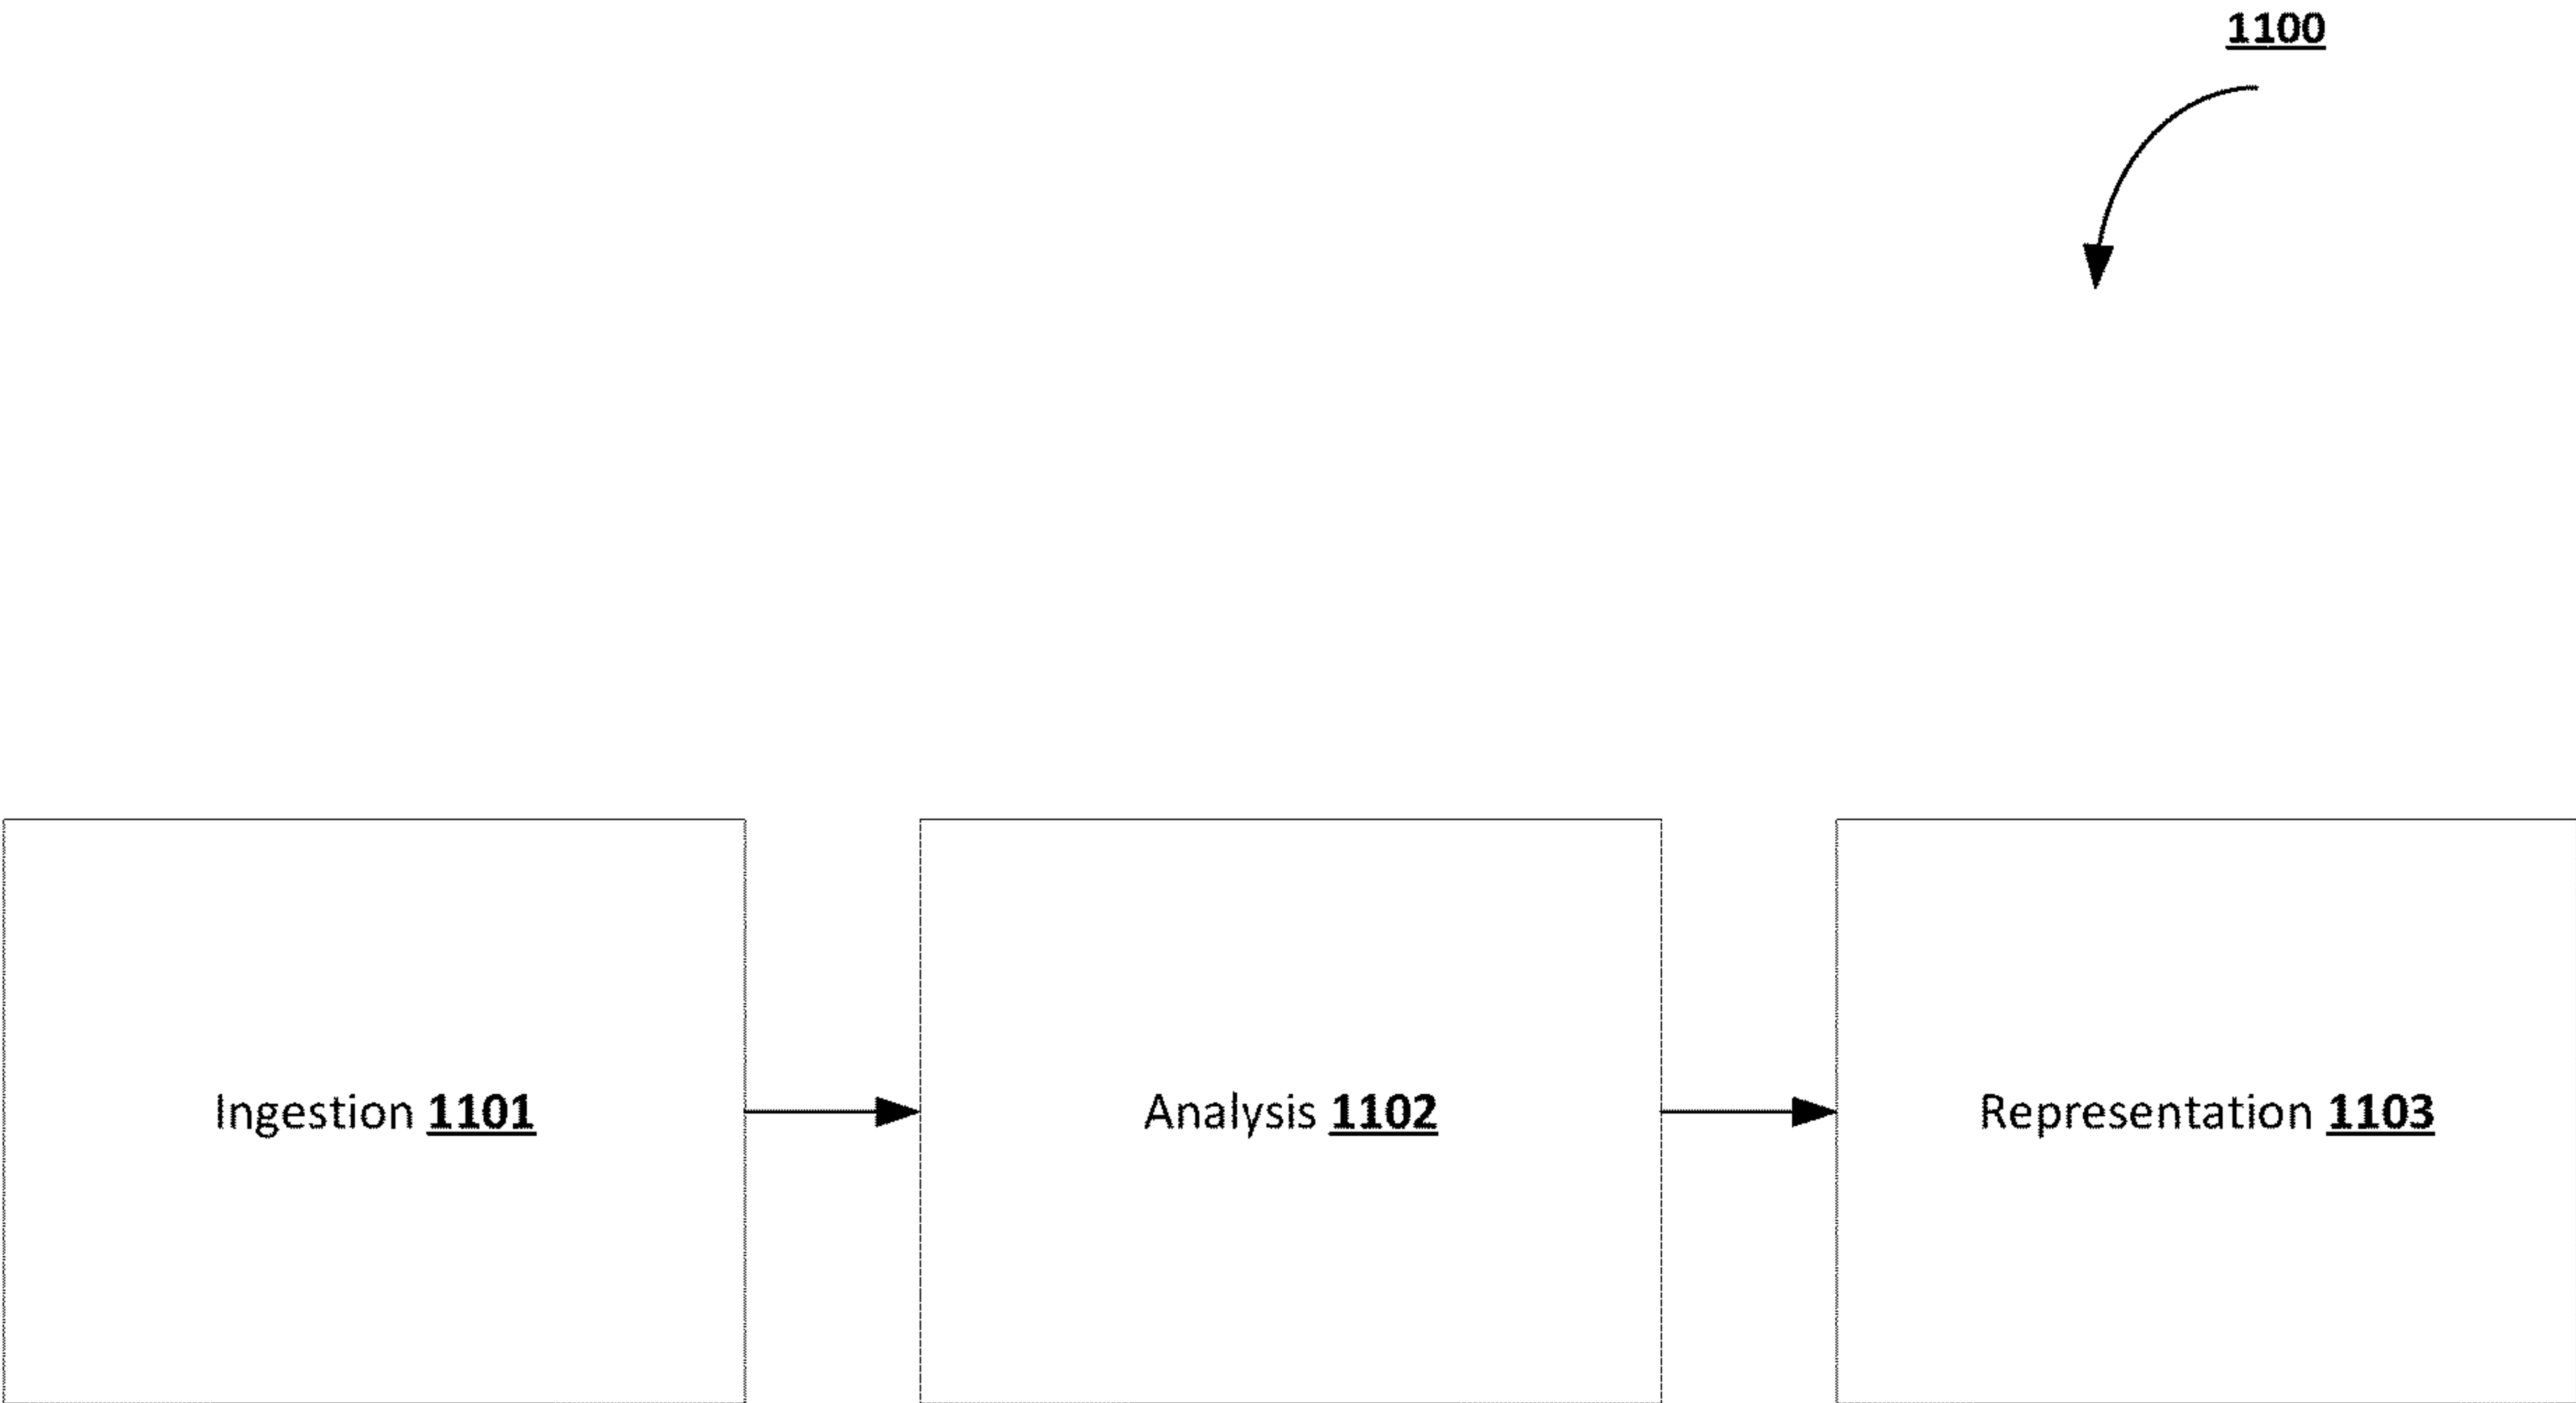 1100
Ingestion 1101
Analysis 1102
Representation 1103